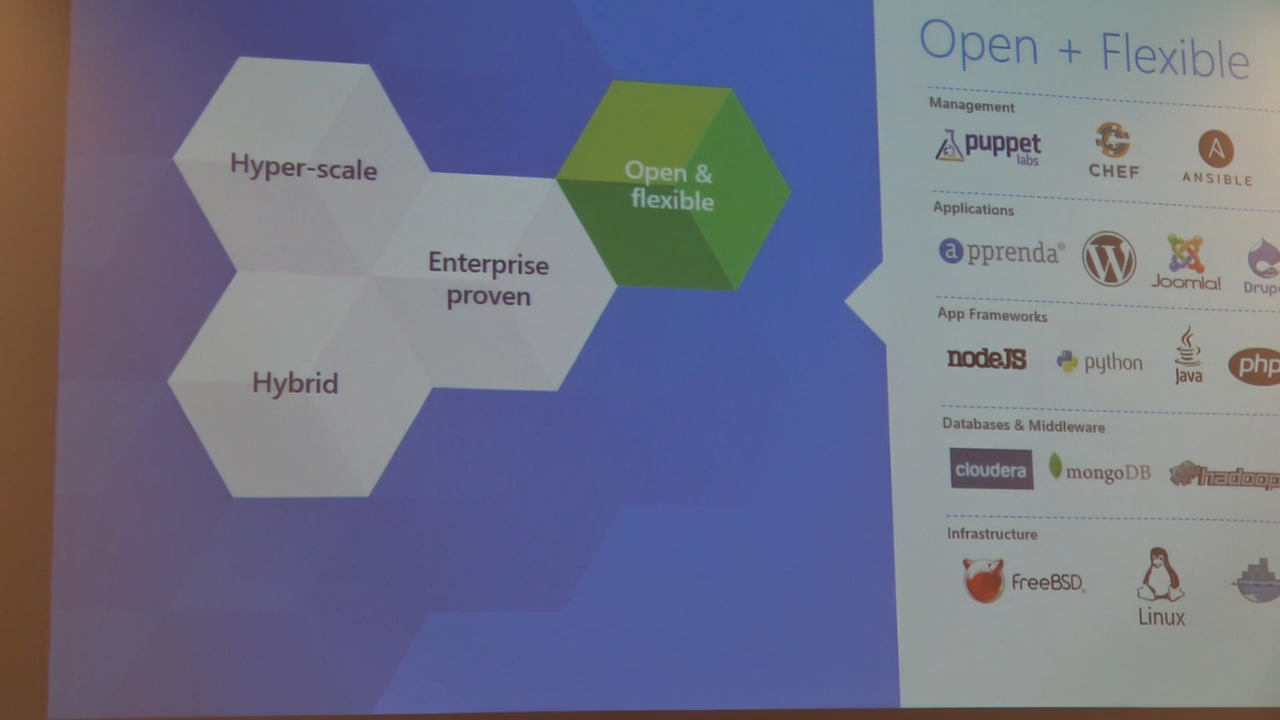 Hyper-scale
Enterprise
proven
Open &
flexible
Hybrid
Open + Flexible
Management
puppet
labs
CHEF
ANSIBLE
Applications
apprenda®
Joomla!
Drup
App Frameworks
nodeJS
python
Java
php
Databases & Middleware
cloudera
mongoDB
hadoop
Infrastructure
FreeBSD
Linux